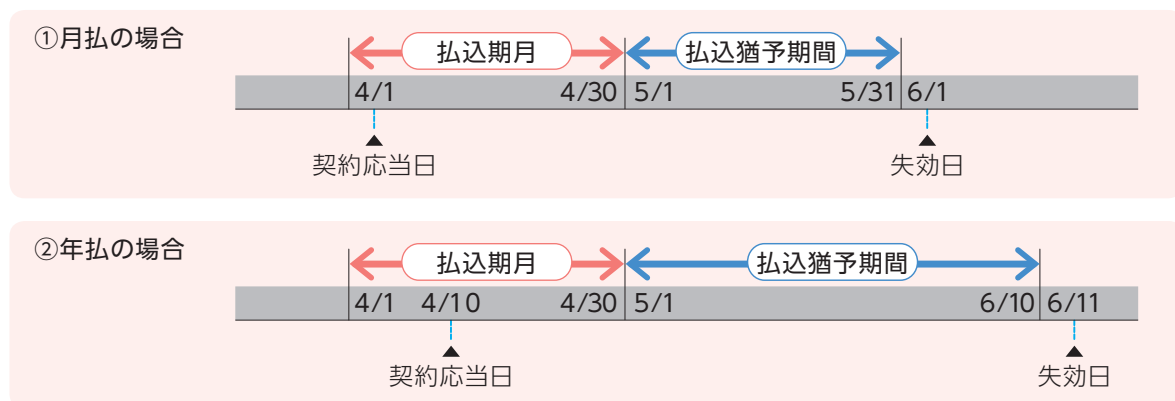 ①月払の場合
払込期月 払込猶予期間
4/1 4/30 5/1 5/31 6/1
契約応当日 失効日
②年払の場合
払込期月 払込猶予期間
4/1 4/10 4/30 5/1 6/10 6/11
契約応当日 失効日